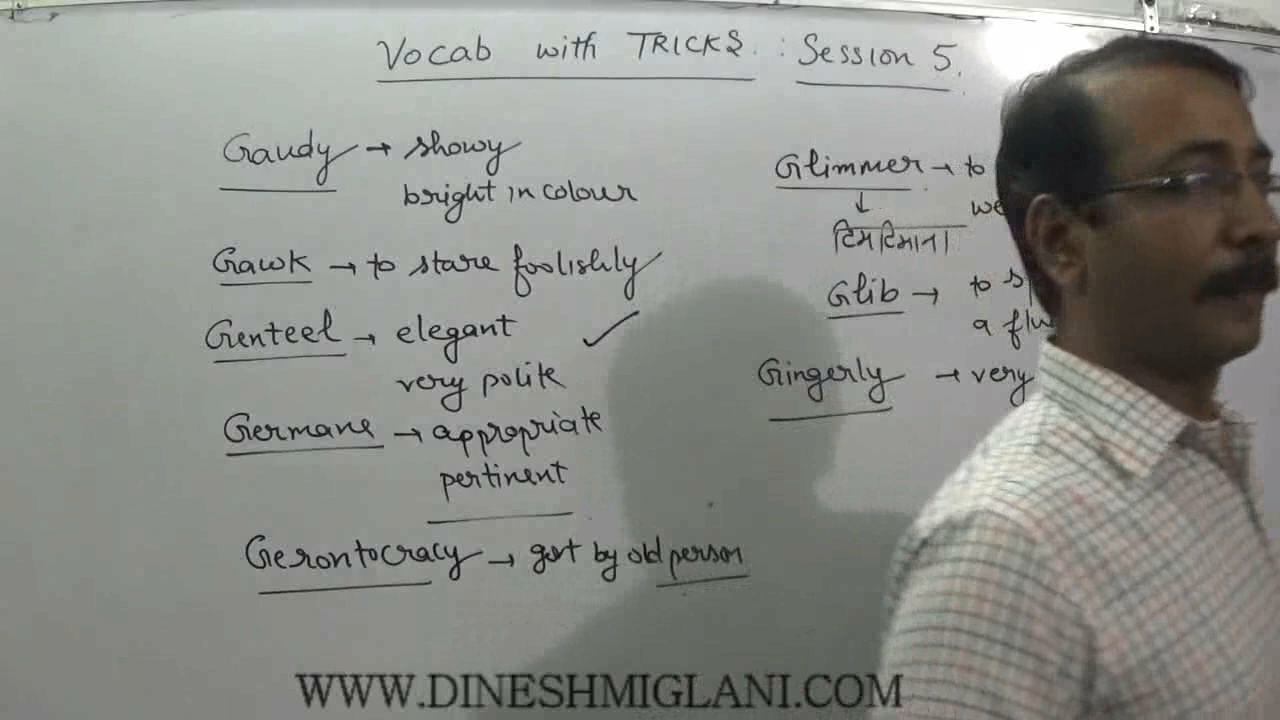 Vocab with TRICKS : Session 5.
Gaudy → showy
bright in colour
Gawk → to stare foolishly
Genteel → elegant
very polite
Germane → appropriate
pertinent
Gerontocracy → govt by old person
Glimmer → to
टिमटिमाना
Glib → to
a
Gingerly → very
WWW.DINESHMIGLANI.COM